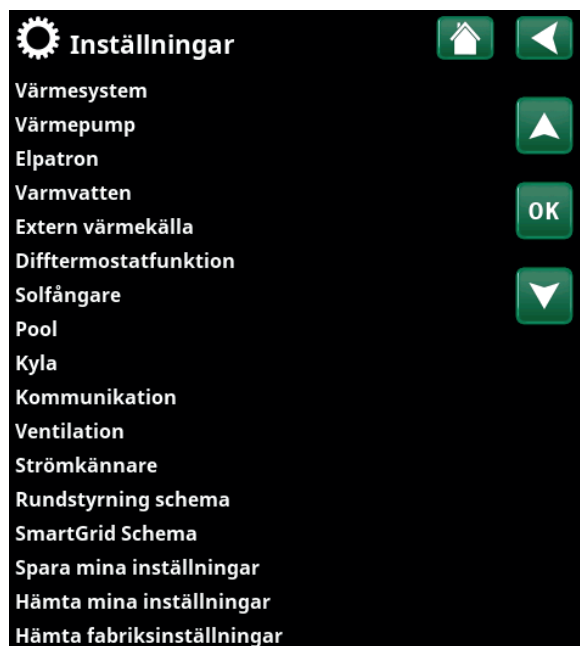 Inställningar
Värmesystem
Värmepump
Elpatron
Varmvatten
OK
Extern värmekälla
Difftermostatfunktion
Solfångare
Pool
Kyla
Kommunikation
Ventilation
Strömkännare
Rundstyrning schema
SmartGrid Schema
Spara mina inställningar
Hämta mina inställningar
Hämta fabriksinställningar